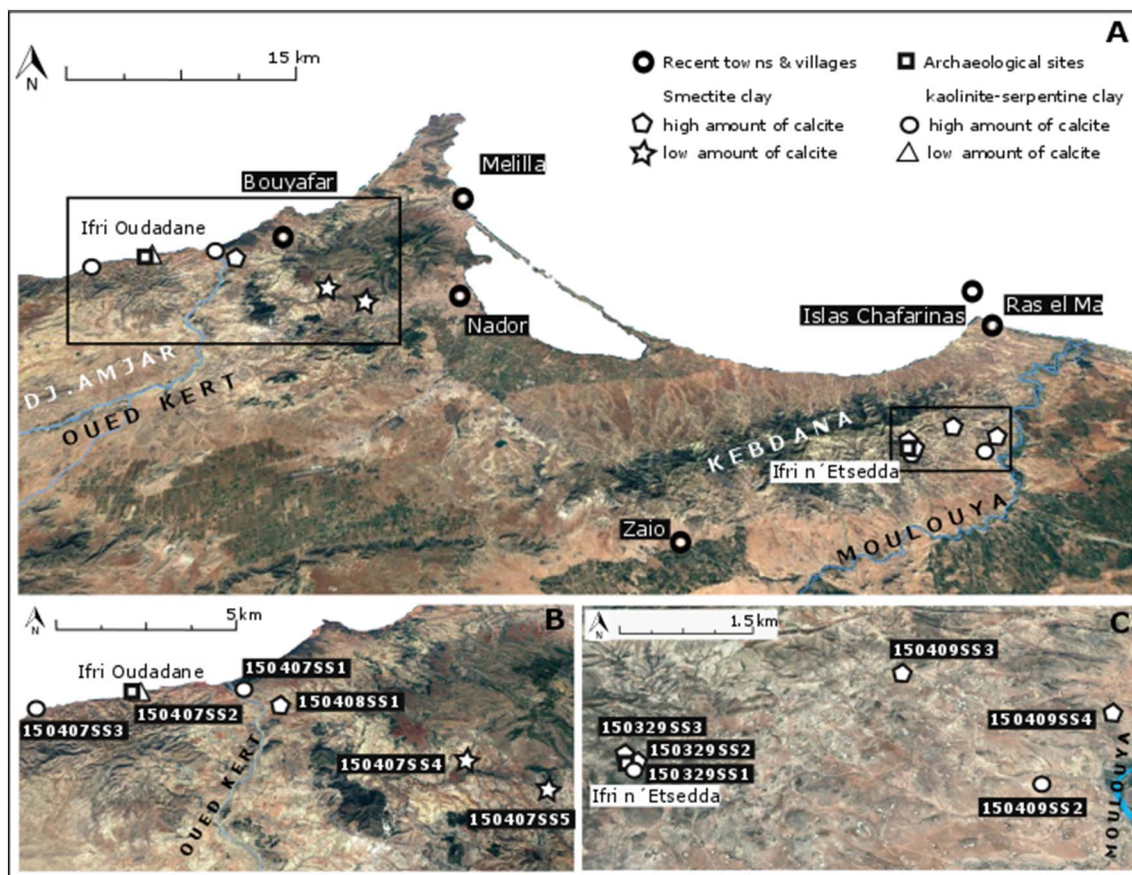 A
15 km
N
Recent towns & villages
Archaeological sites
Smectite clay
kaolinite-serpentine clay
high amount of calcite
high amount of calcite
low amount of calcite
low amount of calcite
Melilla
Bouyafar
Ifri Oudadane
Nador
Islas Chafarinas
Ras el Ma
DJ. AMJAR
OUED KERT
KEBDANA
Ifri n´Etsedda
MOULOUYA
Zaio
B
5 km
N
Ifri Oudadane
150407SS1
150407SS2
150408SS1
150407SS3
150407SS4
150407SS5
OUED KERT
C
1.5 km
N
150409SS3
150409SS4
150329SS3
150329SS2
150329SS1
Ifri n´Etsedda
150409SS2
MOULOUYA